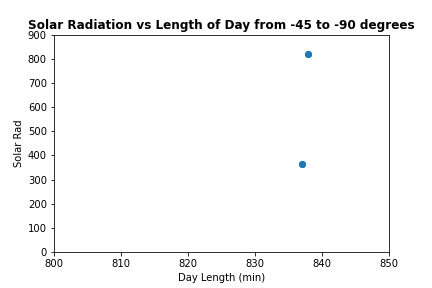 Solar Radiation vs Length of Day from -45 to -90 degrees
900
800
700
600
500
400
300
200
100
0
Solar Rad
800 810 820 830 840 850
Day Length (min)